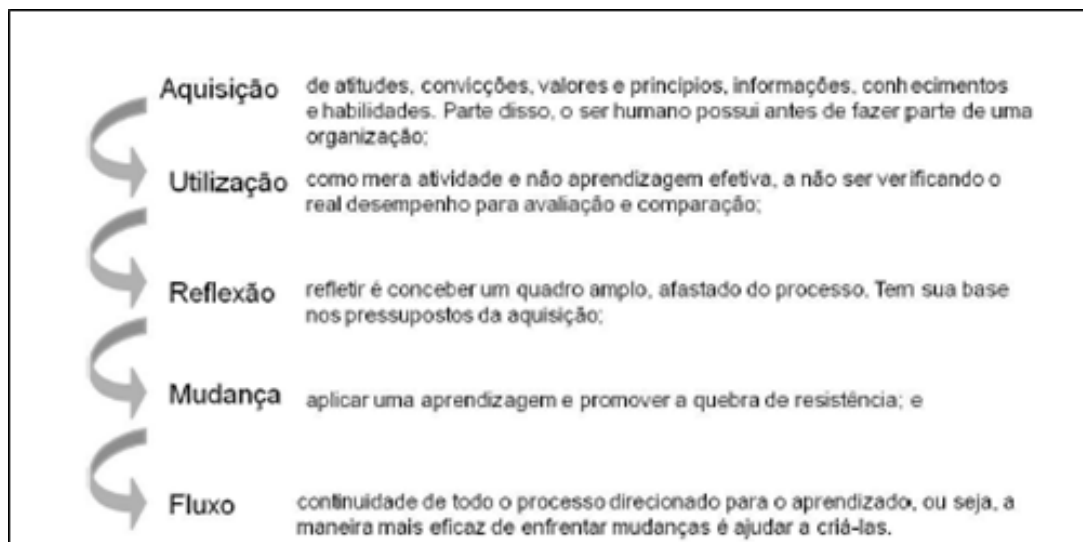 Aquisição de atitudes, convicções, valores e princípios, informações, conhecimentos
e habilidades. Parte disso, o ser humano possui antes de fazer parte de uma
organização;
Utilização como mera atividade e não aprendizagem efetiva, a não ser verificando o
real desempenho para avaliação e comparação;
Reflexão refletir é conceber um quadro amplo, afastado do processo. Tem sua base
nos pressupostos da aquisição;
Mudança aplicar uma aprendizagem e promover a quebra de resistência; e
Fluxo continuidade de todo o processo direcionado para o aprendizado, ou seja, a
maneira mais eficaz de enfrentar mudanças é ajudar a criá-las.